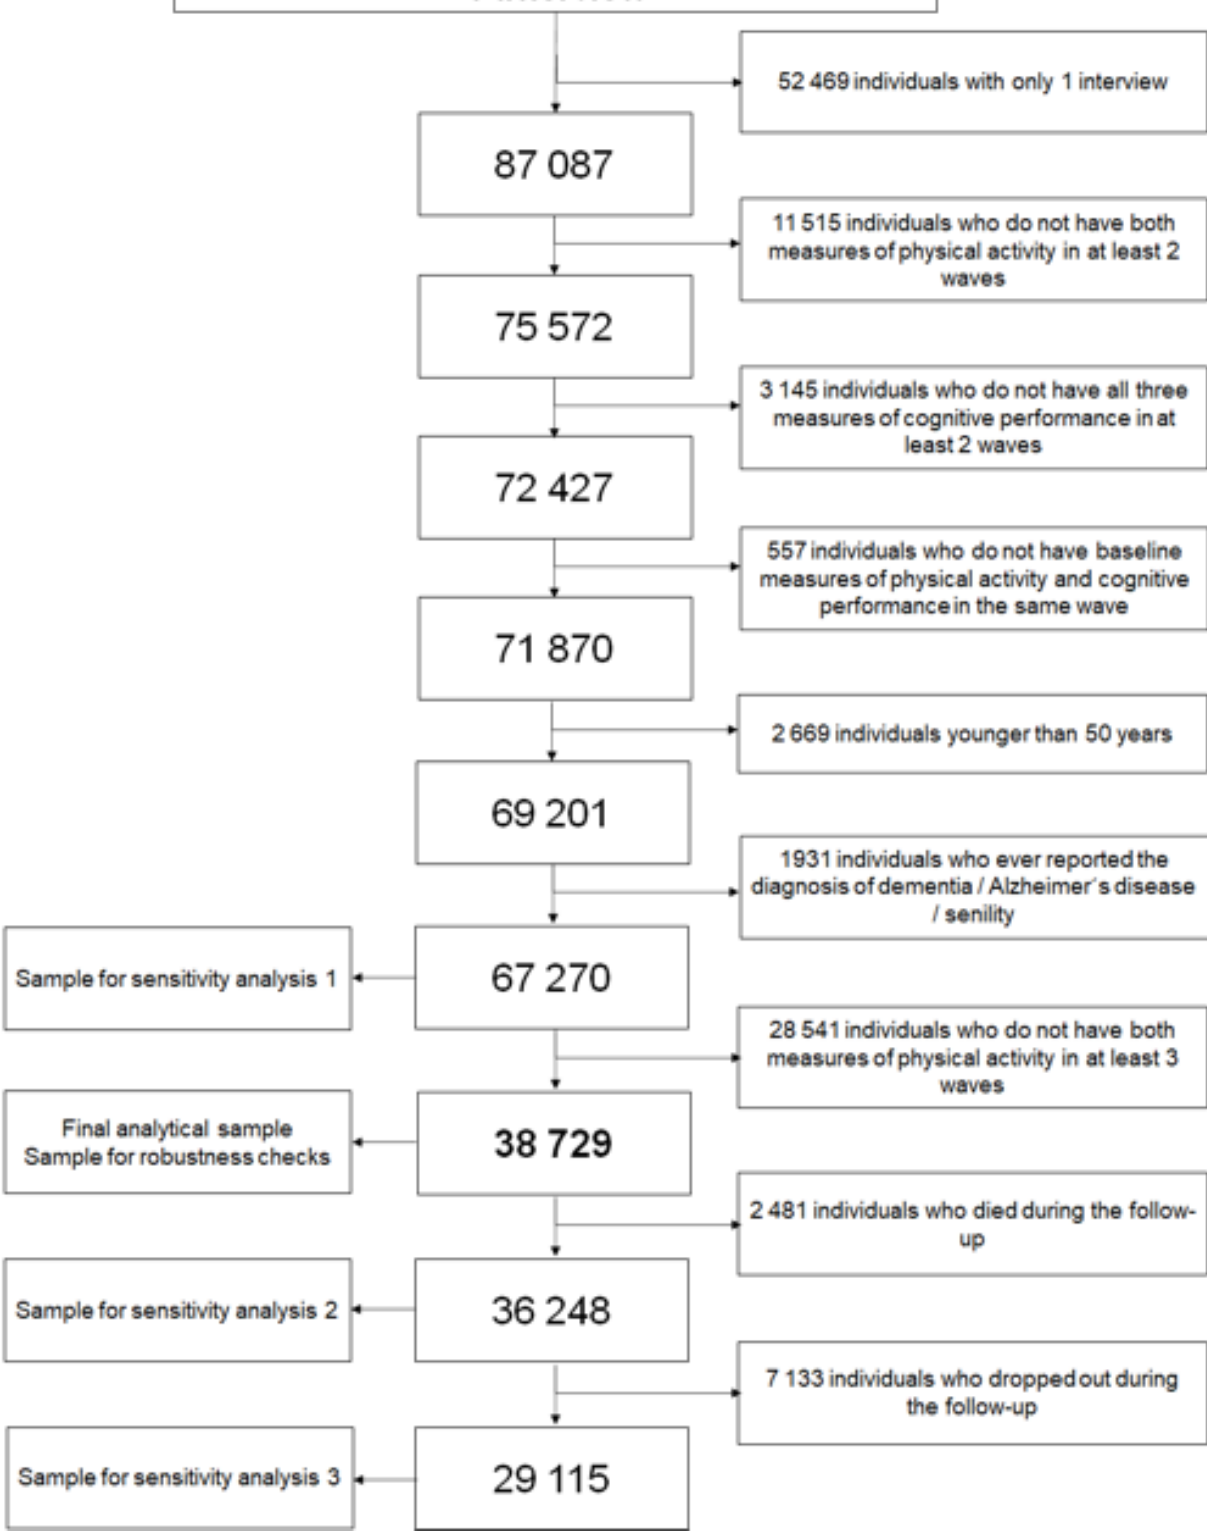 52 469 individuals with only 1 interview
87 087
11 515 individuals who do not have both
measures of physical activity in at least 2
waves
75 572
3 145 individuals who do not have all three
measures of cognitive performance in at
least 2 waves
72 427
557 individuals who do not have baseline
measures of physical activity and cognitive
performance in the same wave
71 870
2 669 individuals younger than 50 years
69 201
1931 individuals who ever reported the
diagnosis of dementia / Alzheimer´s disease
/ senility
Sample for sensitivity analysis 1
67 270
28 541 individuals who do not have both
measures of physical activity in at least 3
waves
Final analytical sample
Sample for robustness checks
38 729
2 481 individuals who died during the follow-
up
Sample for sensitivity analysis 2
36 248
7 133 individuals who dropped out during
the follow-up
Sample for sensitivity analysis 3
29 115